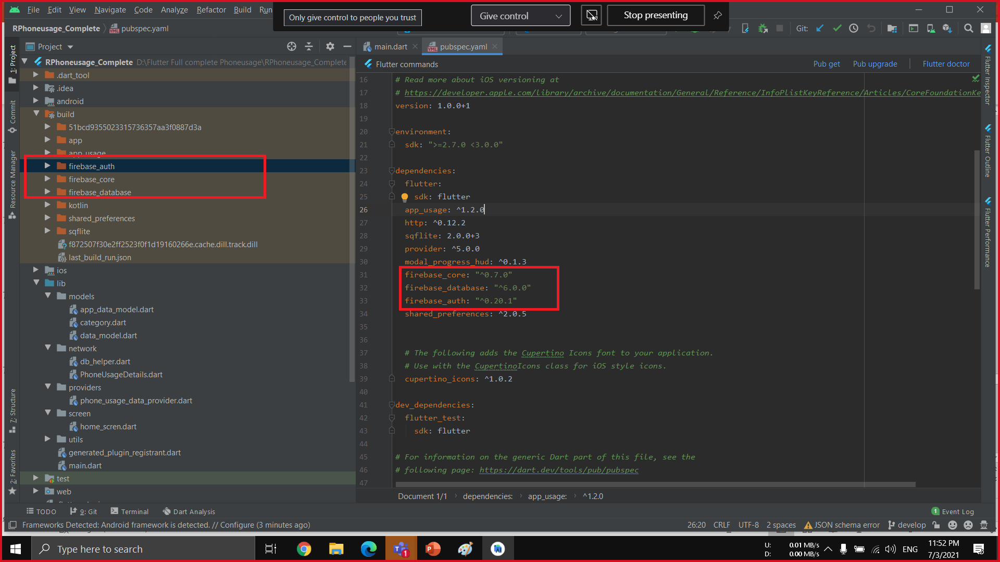 File Edit View Navigate Code Analyze Refactor Build Run
Only give control to people you trust
Give control
Stop presenting
RPhoneusage_Complete
pubspec.yaml
Git:
Project
main.dart
pubspec.yaml
RPhoneusage_Complete D:\Flutter Full complete Phoneusage\RPhoneusage_Complete
Flutter commands
Pub get
Pub upgrade
Flutter doctor
1: Project
Commit
Resource Manager
7: Structure
2: Favorites
.dart_tool
.idea
android
build
51bcd9355023315736357aa3f0887d3a
app
app_usage
firebase_auth
firebase_core
firebase_database
kotlin
shared_preferences
sqflite
f872507f30e2ff2523f0f1d19160266e.cache.dill.track.dill
last_build_run.json
ios
lib
models
app_data_model.dart
category.dart
data_model.dart
network
db_helper.dart
PhoneUsageDetails.dart
providers
phone_usage_data_provider.dart
screen
home_scren.dart
utils
generated_plugin_registrant.dart
main.dart
test
web
16 # Read more about iOS versioning at
17 # https://developer.apple.com/library/archive/documentation/General/Reference/InfoPlistKeyReference/Articles/CoreFoundationKe
18 version: 1.0.0+1
19
20 environment:
21 sdk: ">=2.7.0 <3.0.0"
22
23 dependencies:
24 flutter:
25 sdk: flutter
26 app_usage: ^1.2.0
27 http: ^0.12.2
28 sqflite: 2.0.0+3
29 provider: ^5.0.0
30 modal_progress_hud: ^0.1.3
31 firebase_core: "^0.7.0"
32 firebase_database: "^6.0.0"
33 firebase_auth: "^0.20.1"
34 shared_preferences: ^2.0.5
35
36
37 # The following adds the Cupertino Icons font to your application.
38 # Use with the CupertinoIcons class for iOS style icons.
39 cupertino_icons: ^1.0.2
40
41 dev_dependencies:
42 flutter_test:
43 sdk: flutter
44
45 # For information on the generic Dart part of this file, see the
46 # following page: https://dart.dev/tools/pub/pubspec
47
Flutter Inspector
Flutter Outline
Flutter Performance
Document 1/1 › dependencies: › app_usage: › ^1.2.0
TODO
9: Git
Terminal
Dart Analysis
1 Event Log
Frameworks Detected: Android framework is detected. // Configure (3 minutes ago)
26:20 CRLF UTF-8 2 spaces JSON schema error develop
Type here to search
1
U: 0.01 MB/s
D: 0.00 MB/s
ENG
11:52 PM
7/3/2021